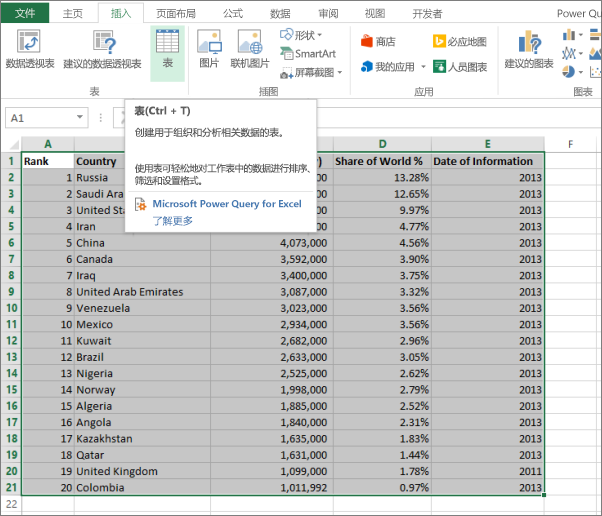 文件 主页 插入 页面布局 公式 数据 审阅 视图 开发者 Power Qu
数据透视表 建议的数据透视表 表 图片 联机图片 形状 SmartArt 屏幕截图 商店 我的应用 必应地图 人员图表 建议的图表
表 插图 应用 图表
A1
表(Ctrl + T)
创建用于组织和分析相关数据的表。
使用表可轻松地对工作表中的数据进行排序、
筛选和设置格式。
Microsoft Power Query for Excel
了解更多
A D E F
1 Rank Country r) Share of World % Date of Information
2 1 Russia 00 13.28% 2013
3 2 Saudi Ara 00 12.65% 2013
4 3 United Sta 00 9.97% 2013
5 4 Iran 00 4.77% 2013
6 5 China 4,073,000 4.56% 2013
7 6 Canada 3,592,000 3.90% 2013
8 7 Iraq 3,400,000 3.75% 2013
9 8 United Arab Emirates 3,087,000 3.32% 2013
10 9 Venezuela 3,023,000 3.56% 2013
11 10 Mexico 2,934,000 3.56% 2013
12 11 Kuwait 2,682,000 2.96% 2013
13 12 Brazil 2,633,000 3.05% 2013
14 13 Nigeria 2,525,000 2.62% 2013
15 14 Norway 1,998,000 2.79% 2013
16 15 Algeria 1,885,000 2.52% 2013
17 16 Angola 1,840,000 2.31% 2013
18 17 Kazakhstan 1,635,000 1.83% 2013
19 18 Qatar 1,631,000 1.44% 2013
20 19 United Kingdom 1,099,000 1.78% 2011
21 20 Colombia 1,011,992 0.97% 2013
22